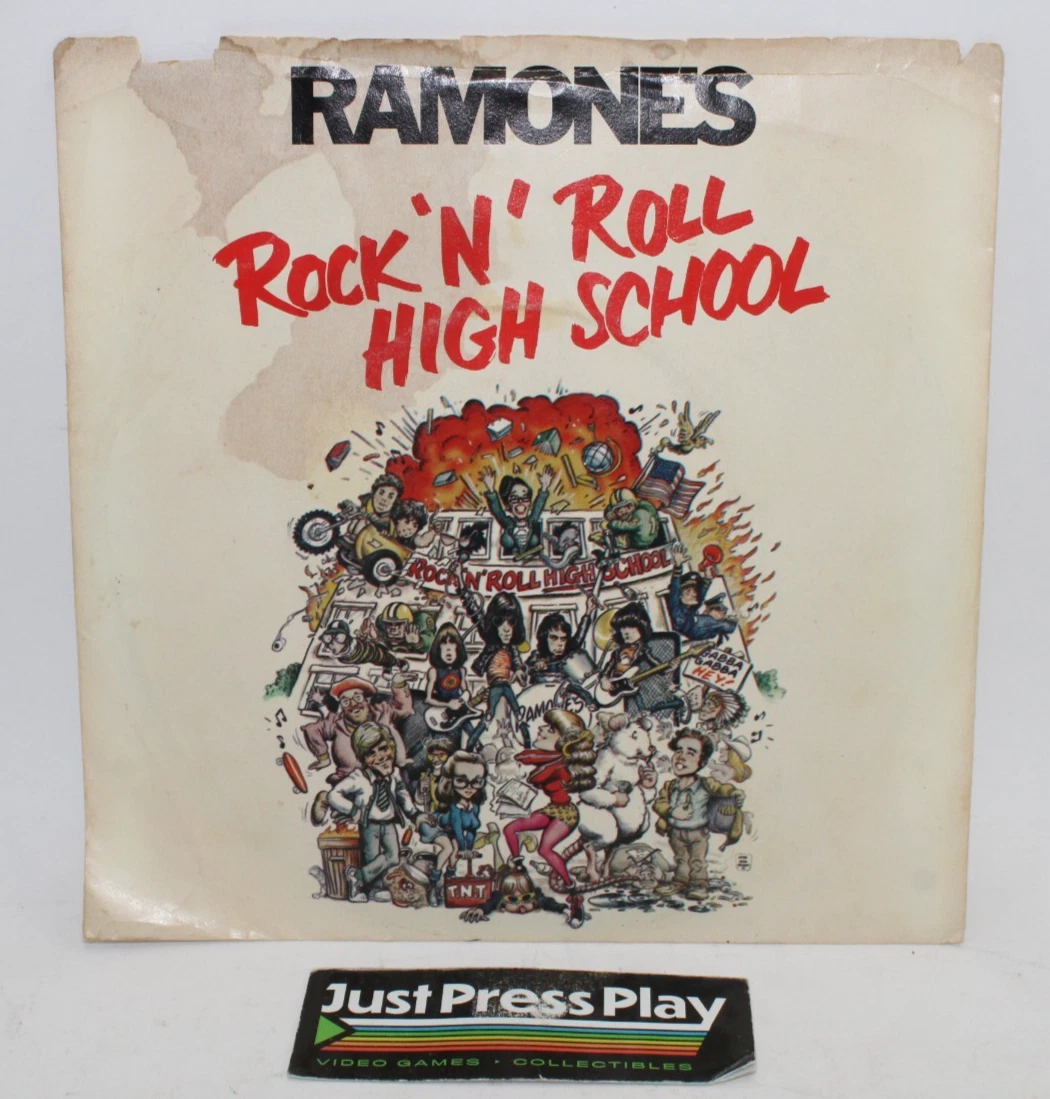 RAMONES
ROCK 'N' ROLL
HIGH SCHOOL
ROCK 'N' ROLL HIGH SCHOOL
GABBA
GABBA
HEY!
RAMONES
T.N.T
Just Press Play
VIDEO GAMES • COLLECTIBLES